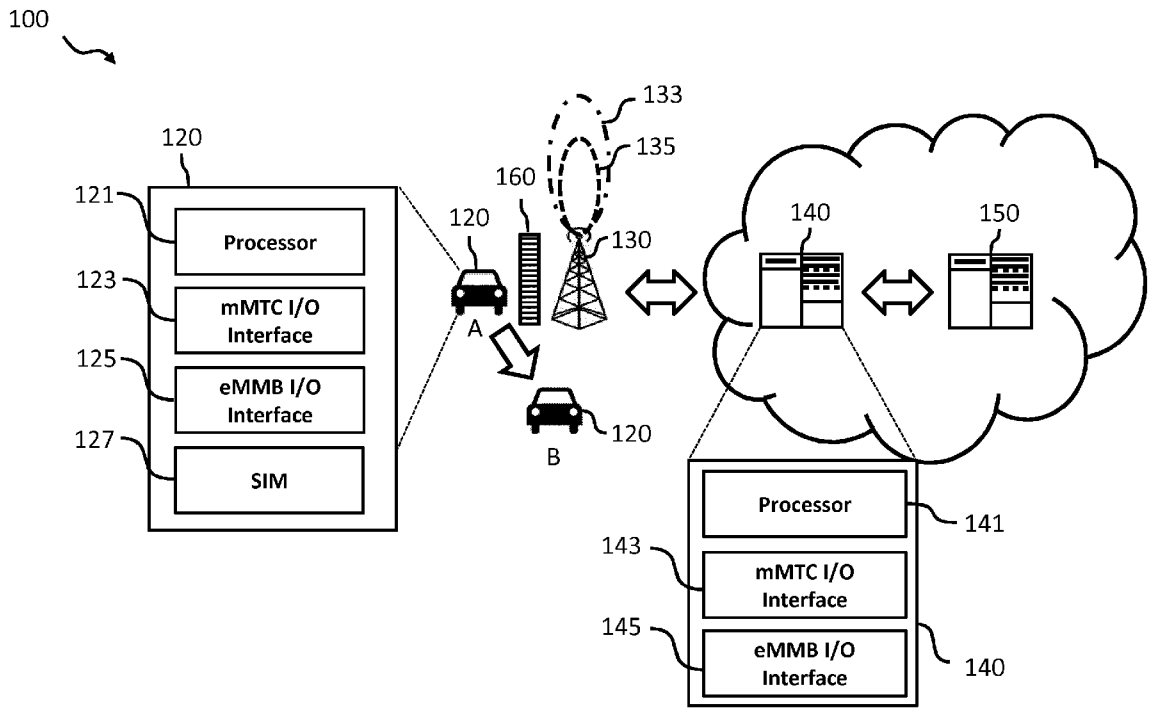 100
133
135
120
160
121
120
130
140
150
Processor
123
mMTC I/O
Interface
A
125
eMMB I/O
Interface
127
120
B
SIM
Processor
141
143
mMTC I/O
Interface
145
eMMB I/O
Interface
140